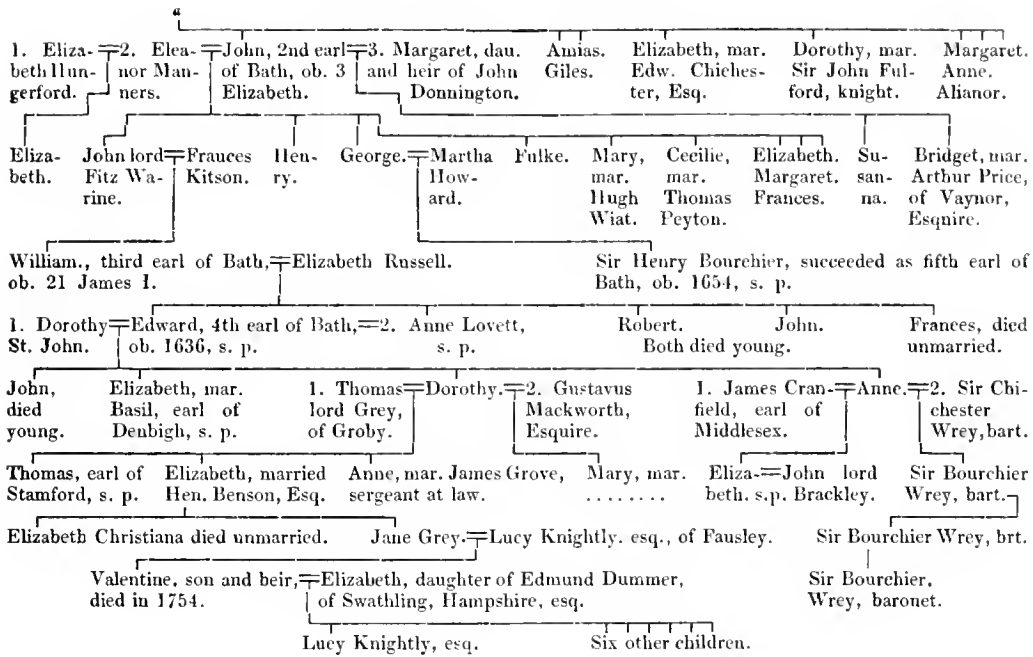 a
1. Eliza- 2. Elea- John, 2nd earl 3. Margaret, dau. Amias. Elizabeth, mar. Dorothy, mar. Margaret.
beth Hun- nor Man- of Bath, ob. 3 and heir of John Giles. Edw. Chiches- Sir John Ful- Anne.
gerford. ners. Elizabeth. Donnington. ter, Esq. ford, knight. Alianor.
Eliza- John lord Frances Hen- George. Martha Fulke. Mary, Cecilie, Elizabeth. Su- Bridget, mar.
beth. Fitz Wa- Kitson. ry. How- mar. mar. Margaret. san- Arthur Price,
rine. ard. Hugh Thomas Frances. na. of Vaynor,
Wiat. Peyton. Esquire.
William., third earl of Bath, Elizabeth Russell. Sir Henry Bourchier, succeeded as fifth earl of
ob. 21 James I. Bath, ob. 1654, s. p.
1. Dorothy Edward, 4th earl of Bath, 2. Anne Lovett, Robert. John. Frances, died
St. John. ob. 1636, s. p. s. p. Both died young. unmarried.
John, Elizabeth, mar. 1. Thomas Dorothy. 2. Gustavus 1. James Cran- Anne. 2. Sir Chi-
died Basil, earl of lord Grey, Mackworth, field, earl of chester
young. Denbigh, s. p. of Groby. Esquire. Middlesex. Wrey, bart.
Thomas, earl of Elizabeth, married Anne, mar. James Grove, Mary, mar. Eliza- John lord Sir Bourchier
Stamford, s. p. Hen. Benson, Esq. sergeant at law. ........ beth. s.p. Brackley. Wrey, bart.
Elizabeth Christiana died unmarried. Jane Grey. Lucy Knightly. esq., of Fausley. Sir Bourchier Wrey, brt.
Valentine, son and heir, Elizabeth, daughter of Edmund Dummer, Sir Bourchier.
died in 1754. of Swathling, Hampshire, esq. Wrey, baronet.
Lucy Knightly, esq. Six other children.